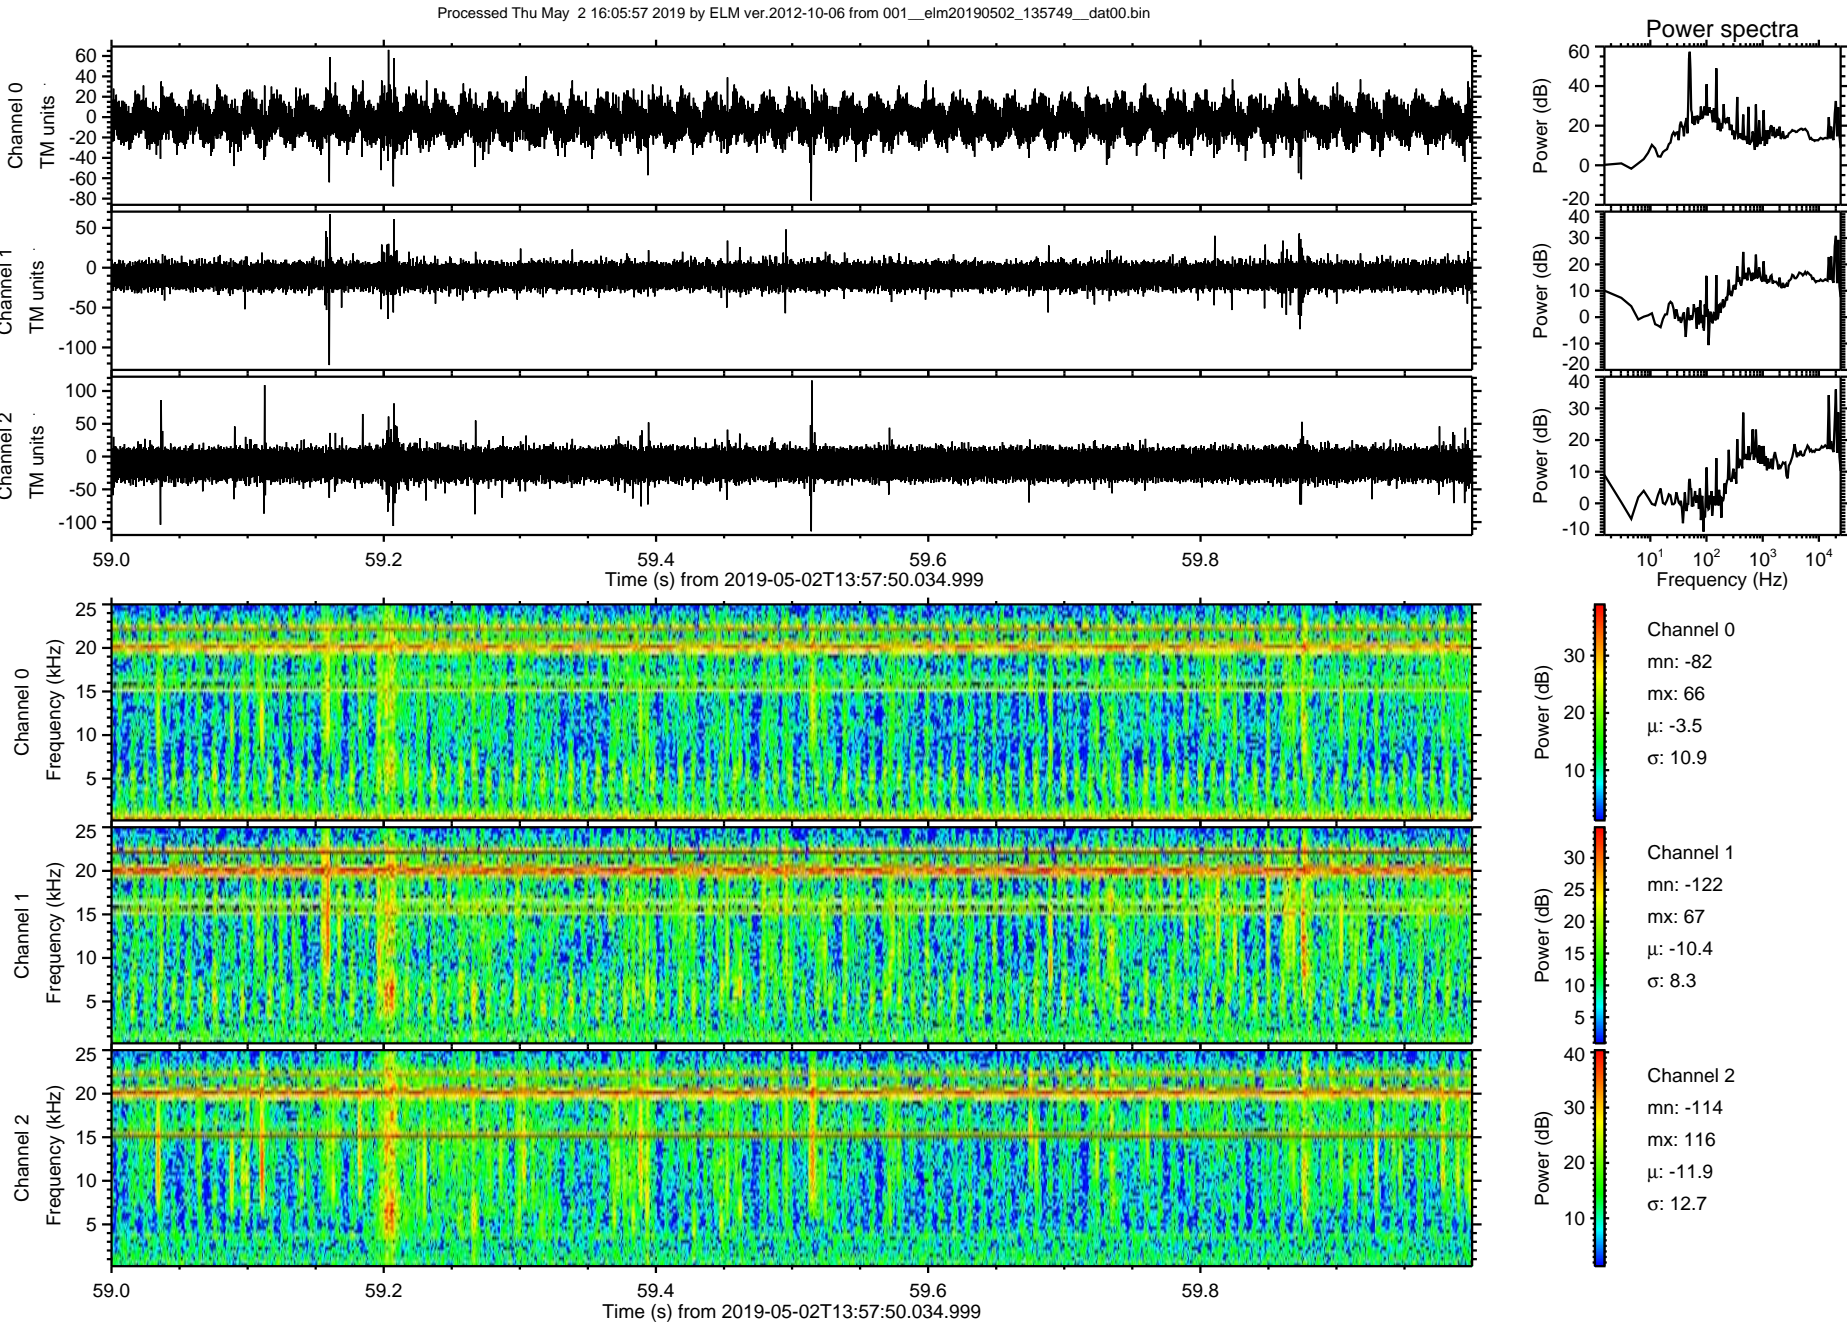 Processed Thu May  2 16:05:57 2019 by ELM ver.2012-10-06 from 001__elm20190502_135749__dat00.bin
Power spectra
Channel 0
TM units
60
40
20
0
-20
-40
-60
-80
Power (dB)
60
40
20
0
-20
Channel 1
TM units
50
0
-50
-100
Power (dB)
40
30
20
10
0
-10
-20
Channel 2
TM units
100
50
0
-50
-100
Power (dB)
40
30
20
10
0
-10
59.0 59.2 59.4 59.6 59.8
Time (s) from 2019-05-02T13:57:50.034.999
10¹ 10² 10³ 10⁴
Frequency (Hz)
Channel 0
Frequency (kHz)
25
20
15
10
5
Power (dB)
30
20
10
Channel 0
mn: -82
mx: 66
μ: -3.5
σ: 10.9
Channel 1
Frequency (kHz)
25
20
15
10
5
Power (dB)
30
25
20
15
10
5
Channel 1
mn: -122
mx: 67
μ: -10.4
σ: 8.3
Channel 2
Frequency (kHz)
25
20
15
10
5
Power (dB)
40
30
20
10
Channel 2
mn: -114
mx: 116
μ: -11.9
σ: 12.7
59.0 59.2 59.4 59.6 59.8
Time (s) from 2019-05-02T13:57:50.034.999